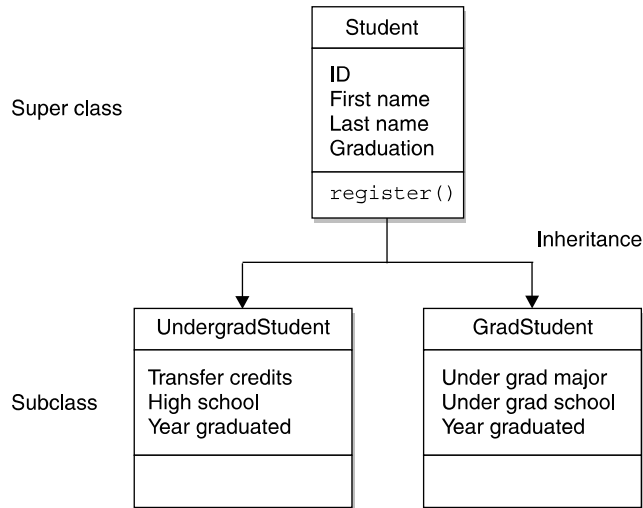 Student
ID
First name
Last name
Graduation
register()
Super class
Inheritance
UndergradStudent
Transfer credits
High school
Year graduated
GradStudent
Under grad major
Under grad school
Year graduated
Subclass